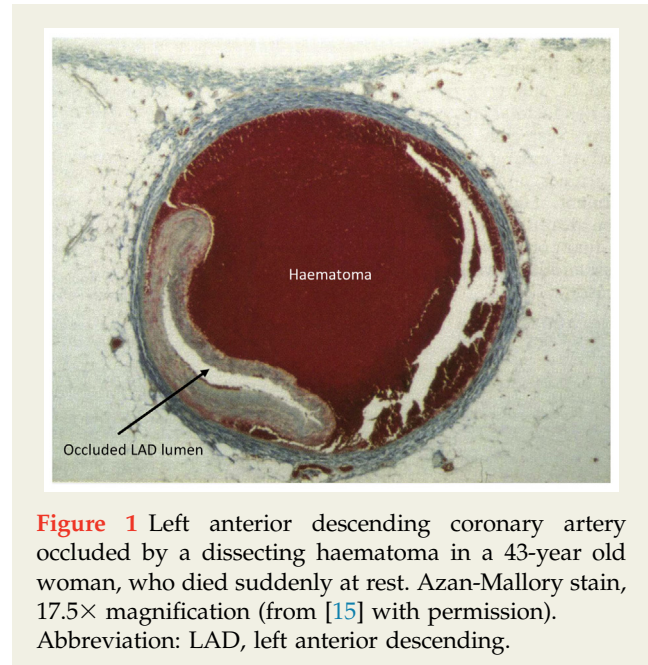 Haematoma
Occluded LAD lumen
Figure 1 Left anterior descending coronary artery
occluded by a dissecting haematoma in a 43-year old
woman, who died suddenly at rest. Azan-Mallory stain,
17.5× magnification (from [15] with permission).
Abbreviation: LAD, left anterior descending.